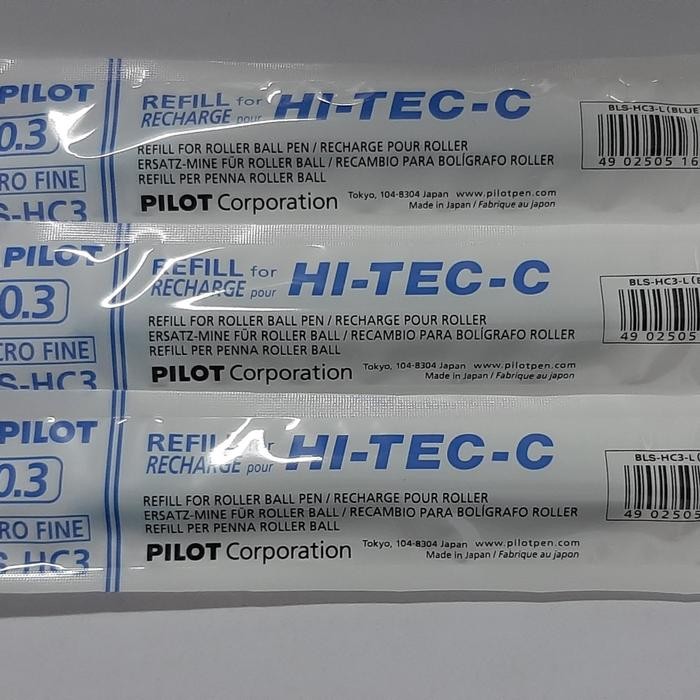 PILOT
0.3
RO FINE
S-HC3
REFILL for
RECHARGE pour
HI-TEC-C
REFILL FOR ROLLER BALL PEN / RECHARGE POUR ROLLER
ERSATZ-MINE FÜR ROLLER BALL / RECAMBIO PARA BOLÍGRAFO ROLLER
REFILL PER PENNA ROLLER BALL
PILOT Corporation
Tokyo, 104-8304 Japan www.pilotpen.com
Made in Japan / Fabriqué au japon
BLS-HC3-L(BLUE
49 02505 16
PILOT
0.3
CRO FINE
S-HC3
REFILL for
RECHARGE pour
HI-TEC-C
REFILL FOR ROLLER BALL PEN / RECHARGE POUR ROLLER
ERSATZ-MINE FÜR ROLLER BALL / RECAMBIO PARA BOLÍGRAFO ROLLER
REFILL PER PENNA ROLLER BALL
PILOT Corporation
Tokyo, 104-8304 Japan www.pilotpen.com
Made in Japan / Fabriqué au japon
BLS-HC3-L(B
49 02505
PILOT
0.3
RO FINE
S-HC3
REFILL for
RECHARGE pour
HI-TEC-C
REFILL FOR ROLLER BALL PEN / RECHARGE POUR ROLLER
ERSATZ-MINE FÜR ROLLER BALL / RECAMBIO PARA BOLÍGRAFO ROLLER
REFILL PER PENNA ROLLER BALL
PILOT Corporation
Tokyo, 104-8304 Japan www.pilotpen.com
Made in Japan / Fabriqué au japon
BLS-HC3-L(
49 02505